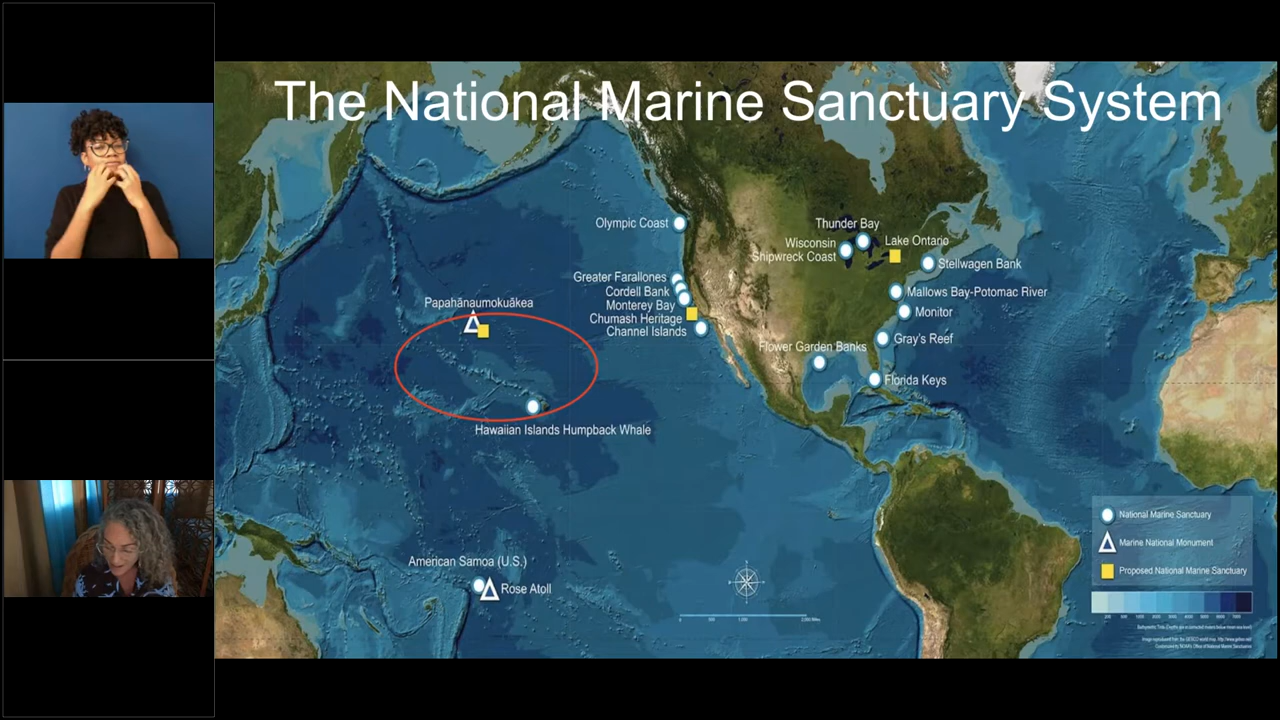 The National Marine Sanctuary System
Olympic Coast
Thunder Bay
Wisconsin
Shipwreck Coast
Lake Ontario
Stellwagen Bank
Greater Farallones
Cordell Bank
Monterey Bay
Chumash Heritage
Channel Islands
Mallows Bay-Potomac River
Monitor
Papahānaumokuākea
Gray's Reef
Flower Garden Banks
Florida Keys
Hawaiian Islands Humpback Whale
American Samoa (U.S.)
Rose Atoll
National Marine Sanctuary
Marine National Monument
Proposed National Marine Sanctuary